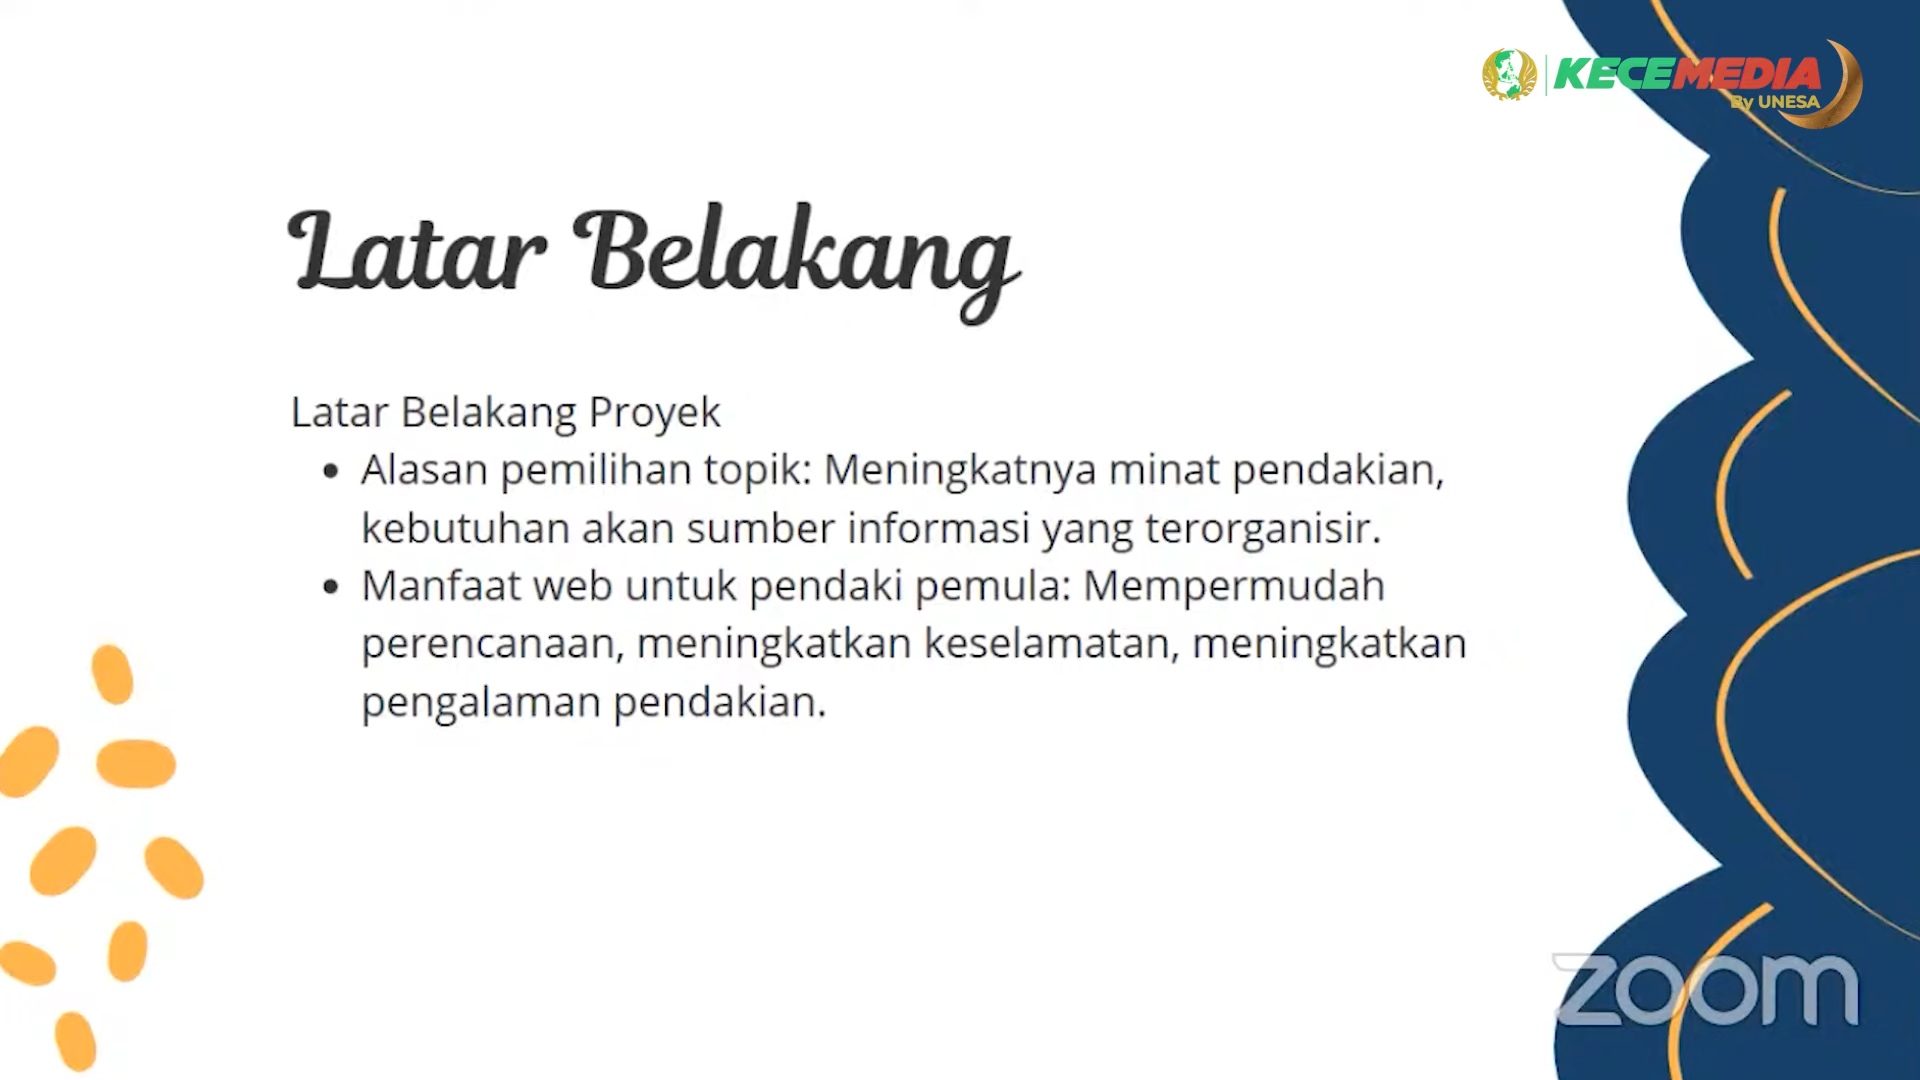 KECEMEDIA
By UNESA
Latar Belakang
Latar Belakang Proyek
• Alasan pemilihan topik: Meningkatnya minat pendakian,
kebutuhan akan sumber informasi yang terorganisir.
• Manfaat web untuk pendaki pemula: Mempermudah
perencanaan, meningkatkan keselamatan, meningkatkan
pengalaman pendakian.
zoom